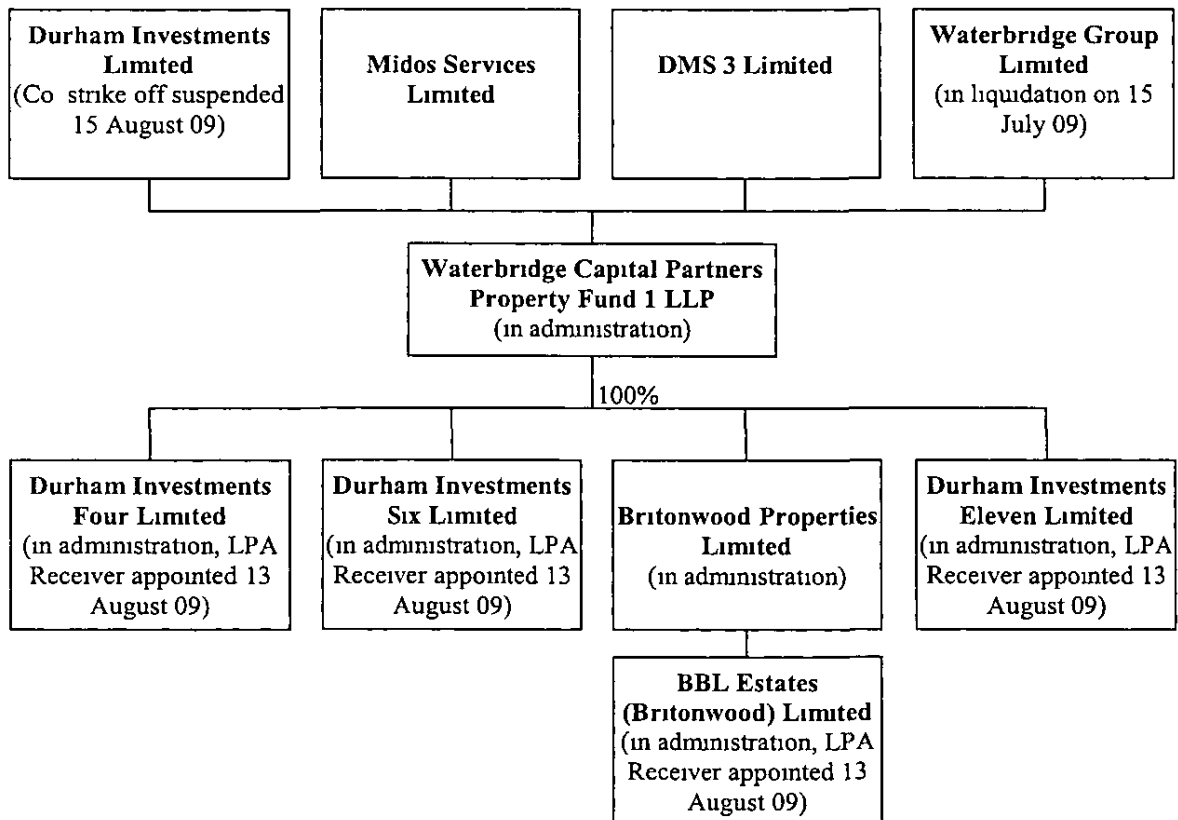 Durham Investments
Limited
(Co strike off suspended
15 August 09)
Midos Services
Limited
DMS 3 Limited
Waterbridge Group
Limited
(in liquidation on 15
July 09)
Waterbridge Capital Partners
Property Fund 1 LLP
(in administration)
100%
Durham Investments
Four Limited
(in administration, LPA
Receiver appointed 13
August 09)
Durham Investments
Six Limited
(in administration, LPA
Receiver appointed 13
August 09)
Britonwood Properties
Limited
(in administration)
Durham Investments
Eleven Limited
(in administration, LPA
Receiver appointed 13
August 09)
BBL Estates
(Britonwood) Limited
(in administration, LPA
Receiver appointed 13
August 09)